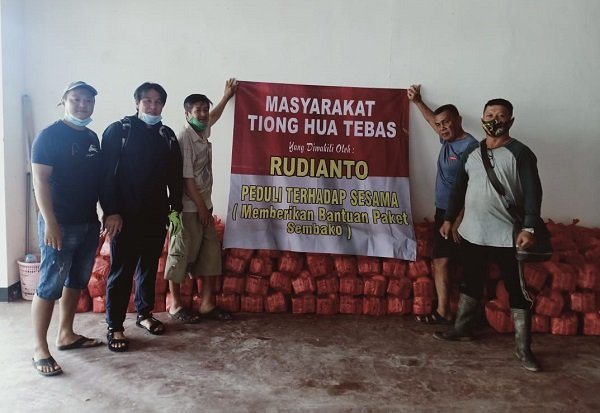 MASYARAKAT
TIONG HUA TEBAS
Yang Diwakili Oleh :
RUDIANTO
PEDULI TERHADAP SESAMA
( Memberikan Bantuan Paket
Sembako )